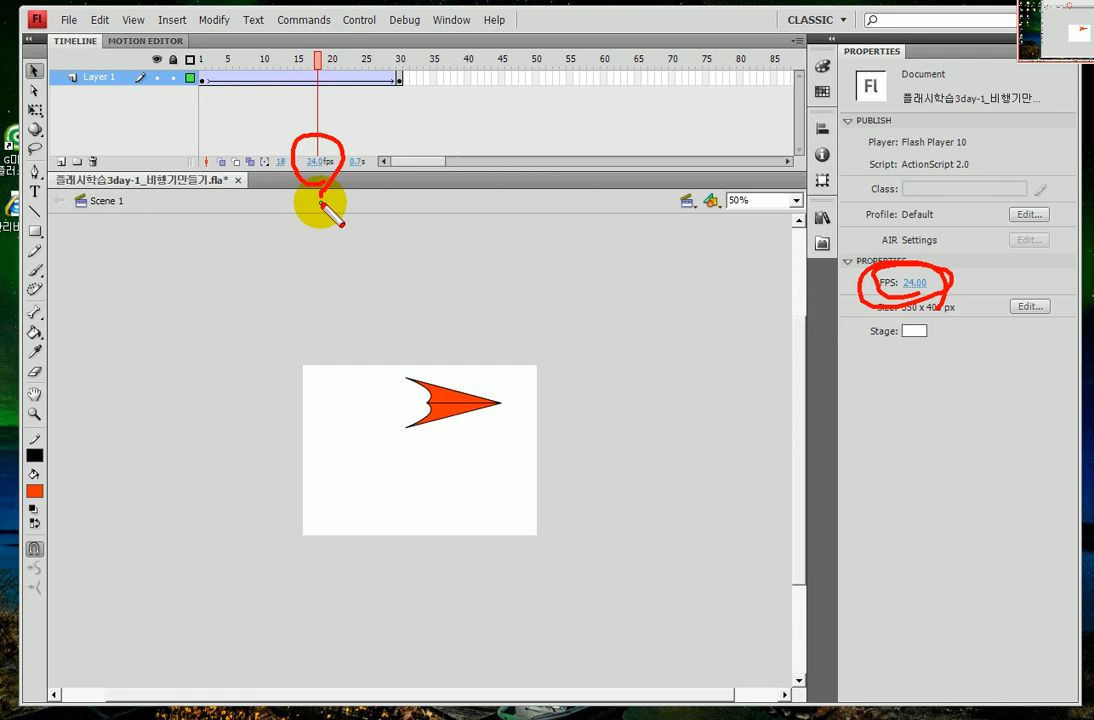 Fl File Edit View Insert Modify Text Commands Control Debug Window Help CLASSIC
TIMELINE MOTION EDITOR
1 5 10 15 20 25 30 35 40 45 50 55 60 65 70 75 80 85
Layer 1
18 24.0fps 0.7s
플래시학습3day-1_비행기만들기.fla* ×
Scene 1 50%
PROPERTIES
Fl Document
플래시학습3day-1_비행기만...
PUBLISH
Player: Flash Player 10
Script: ActionScript 2.0
Class:
Profile: Default Edit...
AIR Settings Edit...
PROPERTIES
FPS: 24.00
Size: 550 x 400 px Edit...
Stage:
T